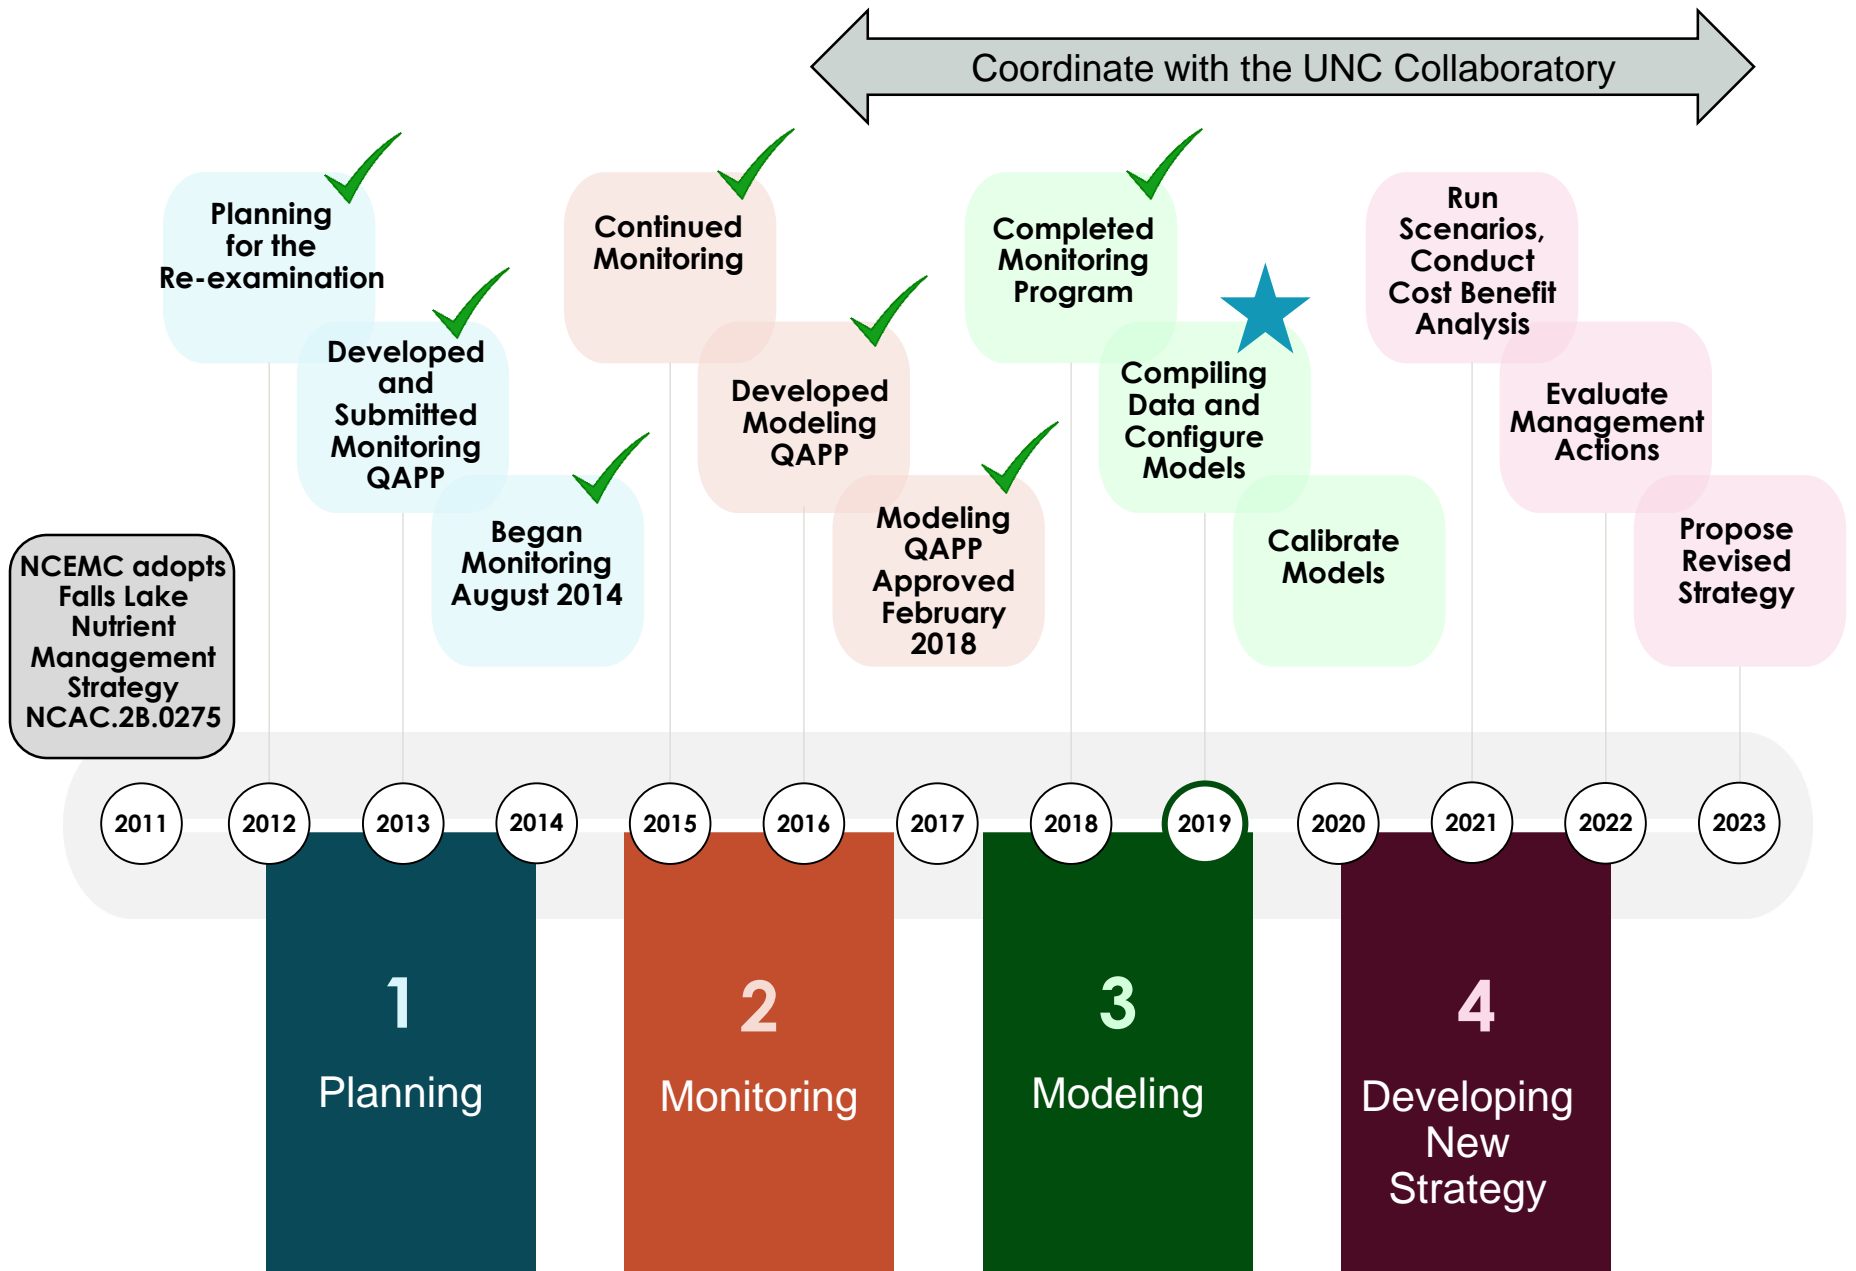 Coordinate with the UNC Collaboratory
Planning
for the
Re-examination
Developed
and
Submitted
Monitoring
QAPP
Began
Monitoring
August 2014
Continued
Monitoring
Developed
Modeling
QAPP
Modeling
QAPP
Approved
February
2018
Completed
Monitoring
Program
Compiling
Data and
Configure
Models
Calibrate
Models
Run
Scenarios,
Conduct
Cost Benefit
Analysis
Evaluate
Management
Actions
Propose
Revised
Strategy
NCEMC adopts
Falls Lake
Nutrient
Management
Strategy
NCAC.2B.0275
2011
2012
2013
2014
2015
2016
2017
2018
2019
2020
2021
2022
2023
1
Planning
2
Monitoring
3
Modeling
4
Developing
New
Strategy